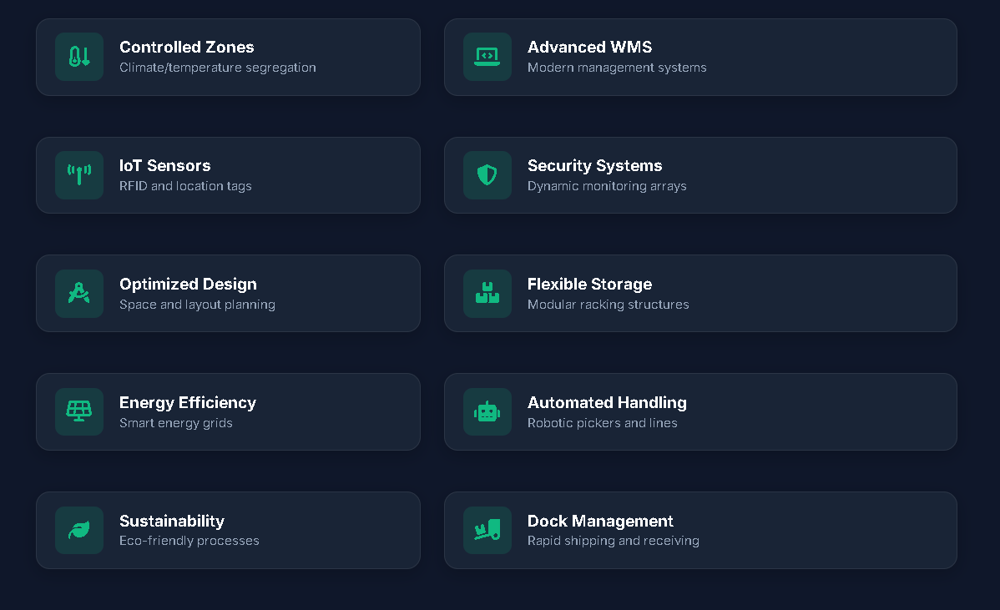 Controlled Zones
Climate/temperature segregation
Advanced WMS
Modern management systems
IoT Sensors
RFID and location tags
Security Systems
Dynamic monitoring arrays
Optimized Design
Space and layout planning
Flexible Storage
Modular racking structures
Energy Efficiency
Smart energy grids
Automated Handling
Robotic pickers and lines
Sustainability
Eco-friendly processes
Dock Management
Rapid shipping and receiving